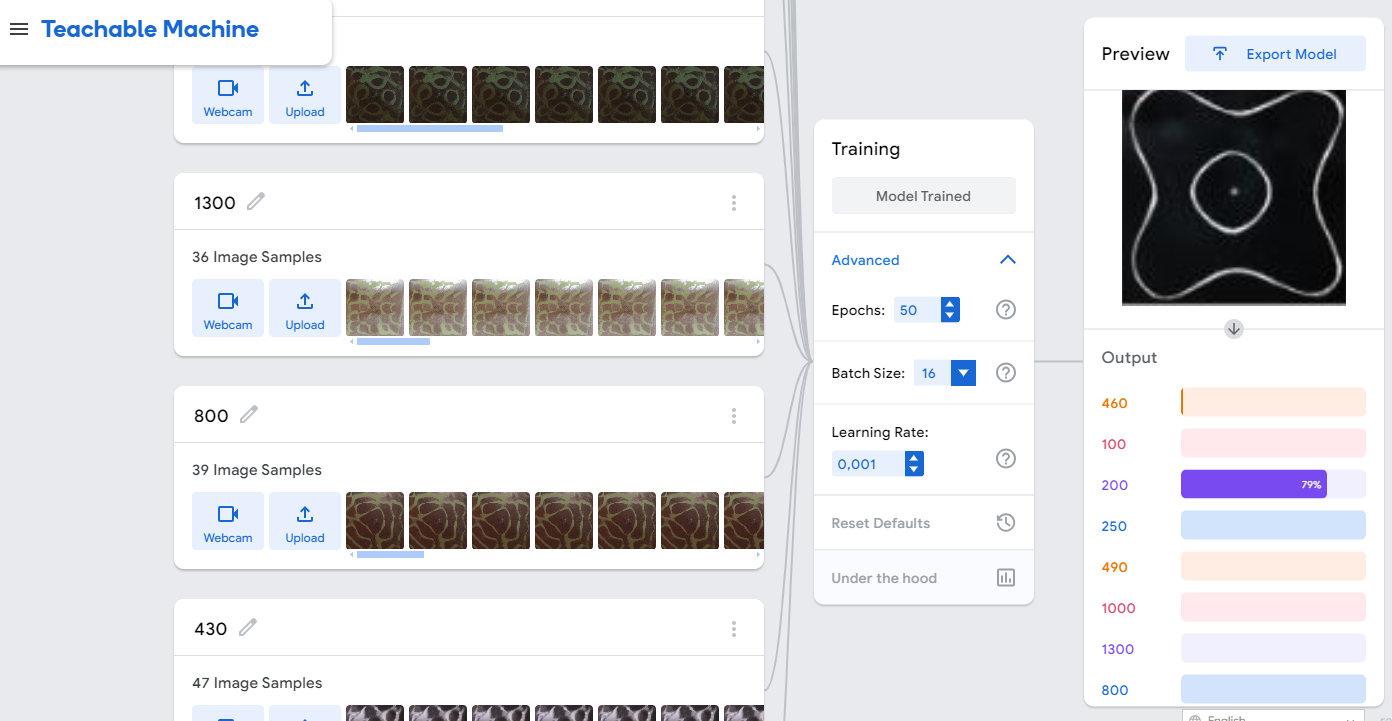 Teachable Machine
Webcam
Upload
1300
36 Image Samples
Webcam
Upload
800
39 Image Samples
Webcam
Upload
430
47 Image Samples
Training
Model Trained
Advanced
Epochs: 50
Batch Size: 16
Learning Rate:
0,001
Reset Defaults
Under the hood
Preview
Export Model
Output
460
100
200 79%
250
490
1000
1300
800
English